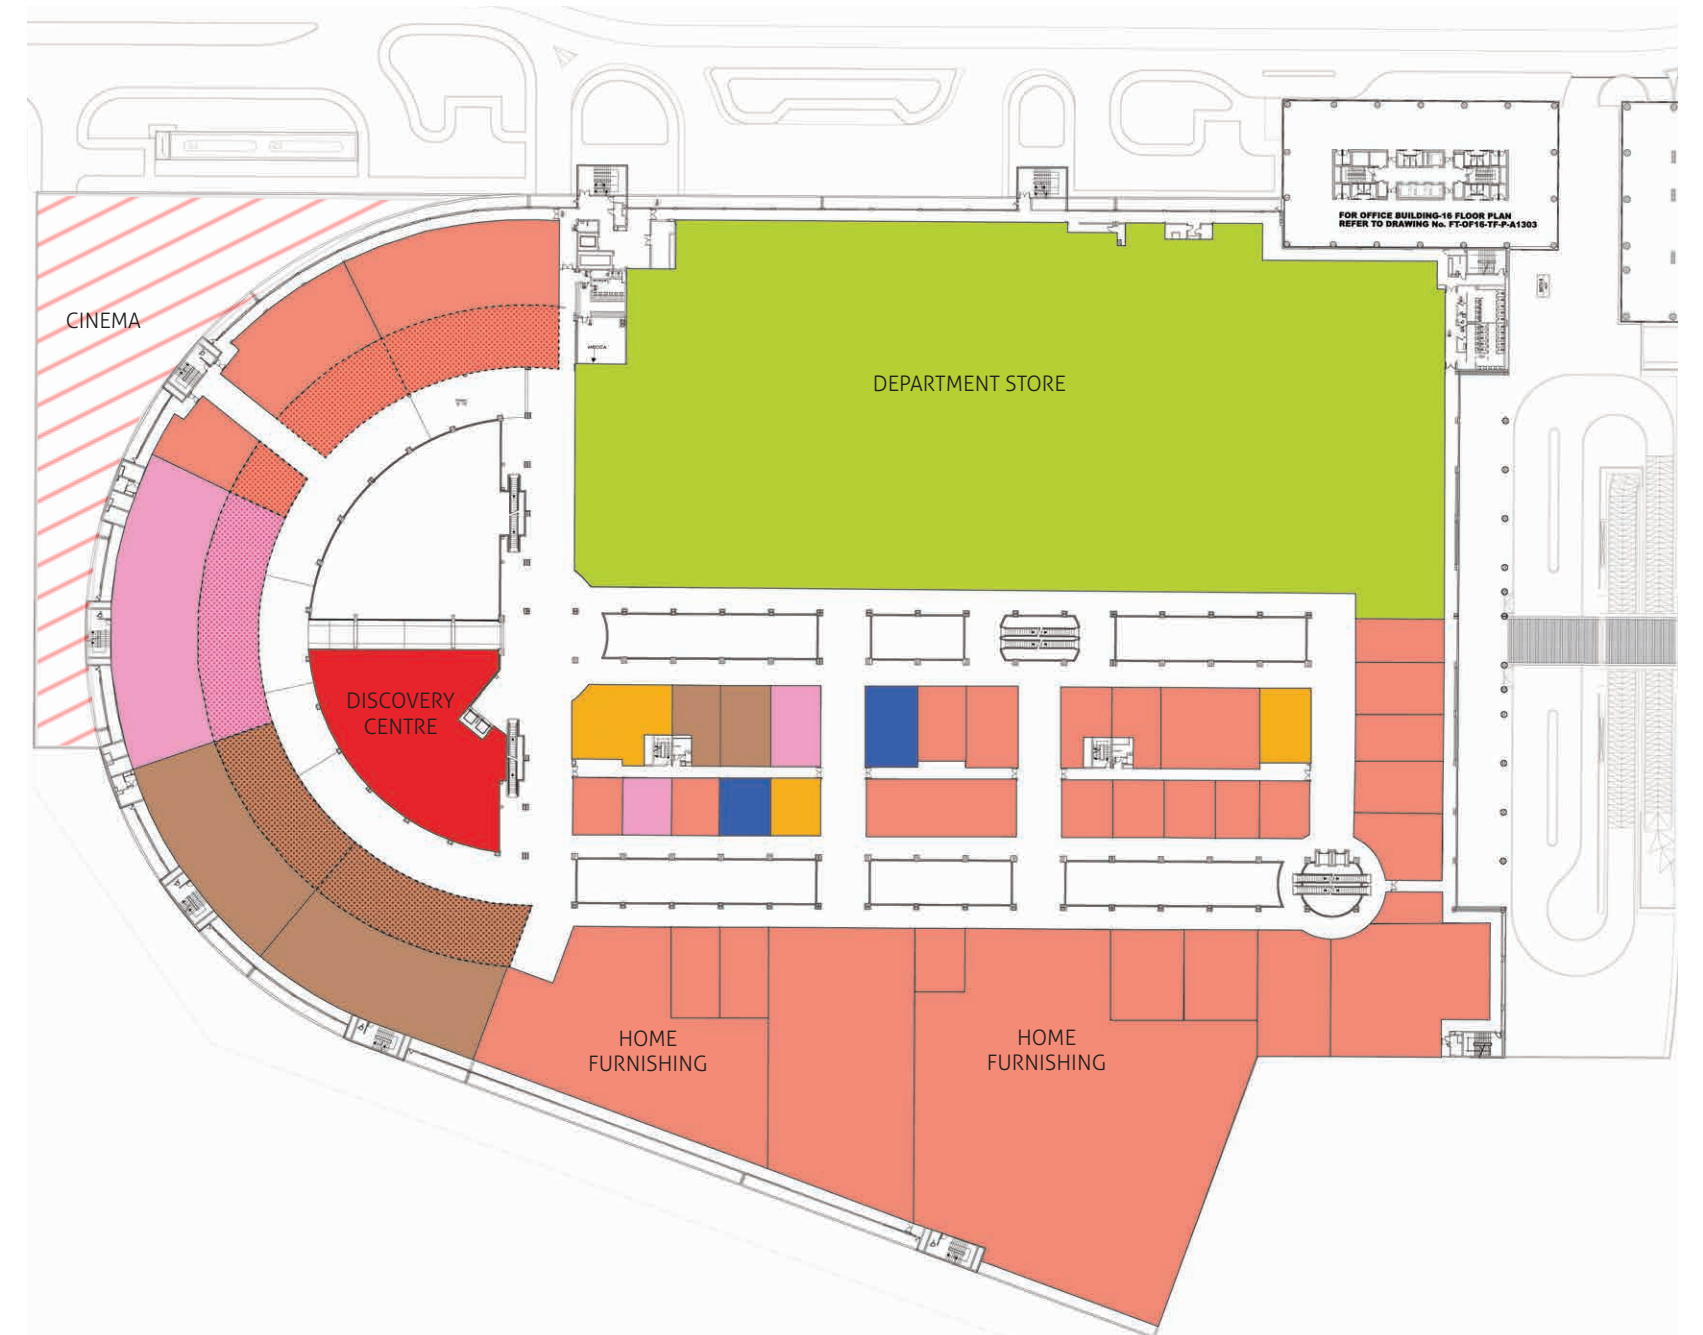 FOR OFFICE BUILDING-16 FLOOR PLAN
REFER TO DRAWING No. FT-OF16-TF-P-A1303
CINEMA
DEPARTMENT STORE
DISCOVERY
CENTRE
HOME
FURNISHING
HOME
FURNISHING